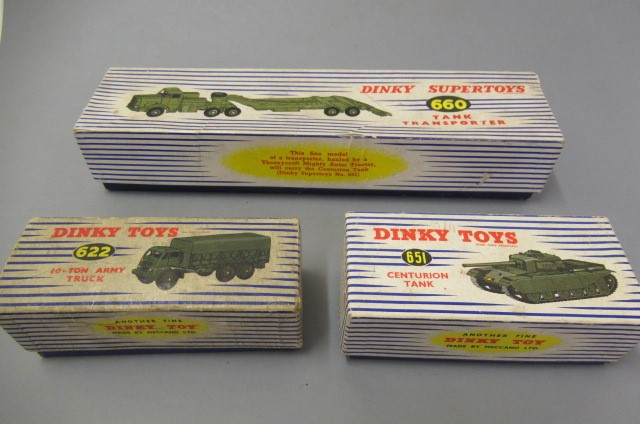 DINKY SUPERTOYS
660
TANK
TRANSPORTER
This fine model
of a transporter, hauled by a
Thornycroft Mighty Antar Tractor,
will carry the Centurion Tank
(Dinky Supertoys No. 651)
DINKY TOYS
622
10-TON ARMY
TRUCK
ANOTHER FINE
DINKY TOY
MADE BY MECCANO LTD.
DINKY TOYS
651
CENTURION
TANK
ANOTHER FINE
DINKY TOY
MADE BY MECCANO LTD.